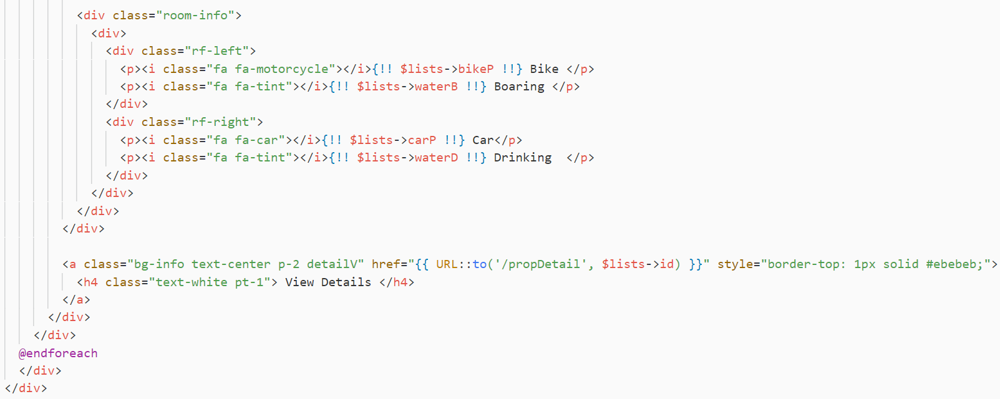 <div class="room-info">
<div>
<div class="rf-left">
<p><i class="fa fa-motorcycle"></i>{!! $lists->bikeP !!} Bike </p>
<p><i class="fa fa-tint"></i>{!! $lists->waterB !!} Boaring </p>
</div>
<div class="rf-right">
<p><i class="fa fa-car"></i>{!! $lists->carP !!} Car</p>
<p><i class="fa fa-tint"></i>{!! $lists->waterD !!} Drinking  </p>
</div>
</div>
</div>
</div>
<a class="bg-info text-center p-2 detailV" href="{{ URL::to('/propDetail', $lists->id) }}" style="border-top: 1px solid #ebebeb;">
<h4 class="text-white pt-1"> View Details </h4>
</a>
</div>
</div>
@endforeach
</div>
</div>